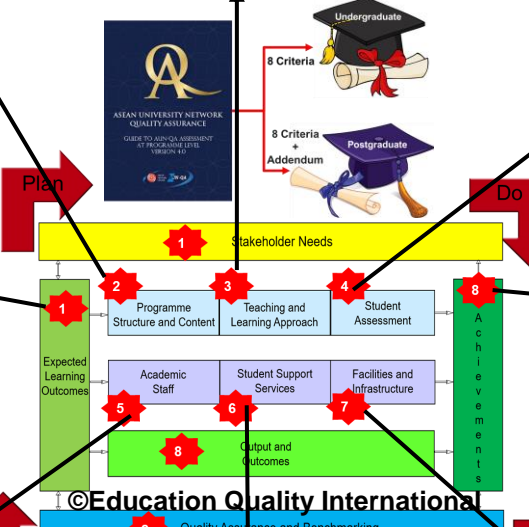 Undergraduate
8 Criteria
ASEAN UNIVERSITY NETWORK
QUALITY ASSURANCE
GUIDE TO AUN-QA ASSESSMENT
AT PROGRAMME LEVEL
VERSION 4.0
8 Criteria
+
Addendum
Postgraduate
Plan
Do
1
Stakeholder Needs
2
3
4
8
1
Programme
Structure and Content
Teaching and
Learning Approach
Student
Assessment
Expected
Learning
Outcomes
Academic
Staff
Student Support
Services
Facilities and
Infrastructure
A
c
h
i
e
v
e
m
e
n
t
s
5
6
7
8
Output and
Outcomes
©Education Quality International
Quality Assurance and Benchmarking